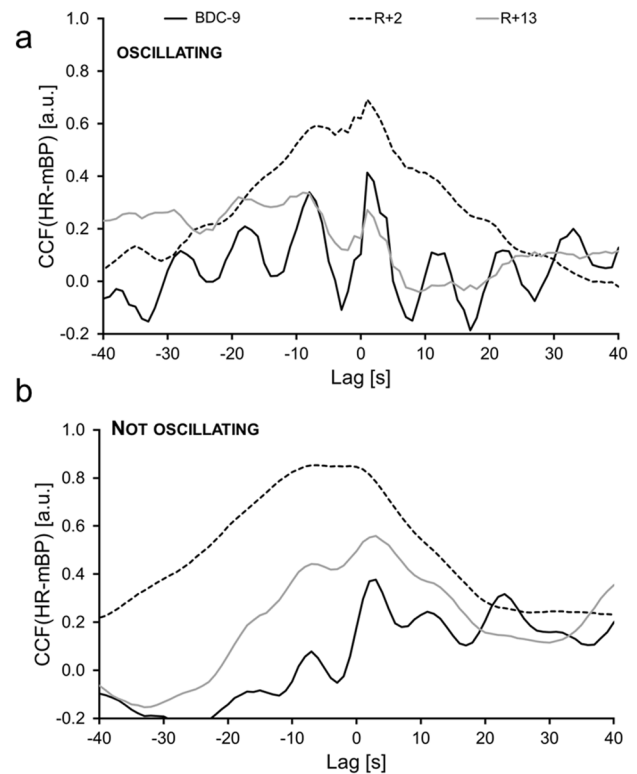 a
BDC-9 R+2 R+13
OSCILLATING
1.0
0.8
0.6
0.4
0.2
0.0
-0.2
CCF(HR-mBP) [a.u.]
-40 -30 -20 -10 0 10 20 30 40
Lag [s]
b
NOT OSCILLATING
1.0
0.8
0.6
0.4
0.2
0.0
-0.2
CCF(HR-mBP) [a.u.]
-40 -30 -20 -10 0 10 20 30 40
Lag [s]